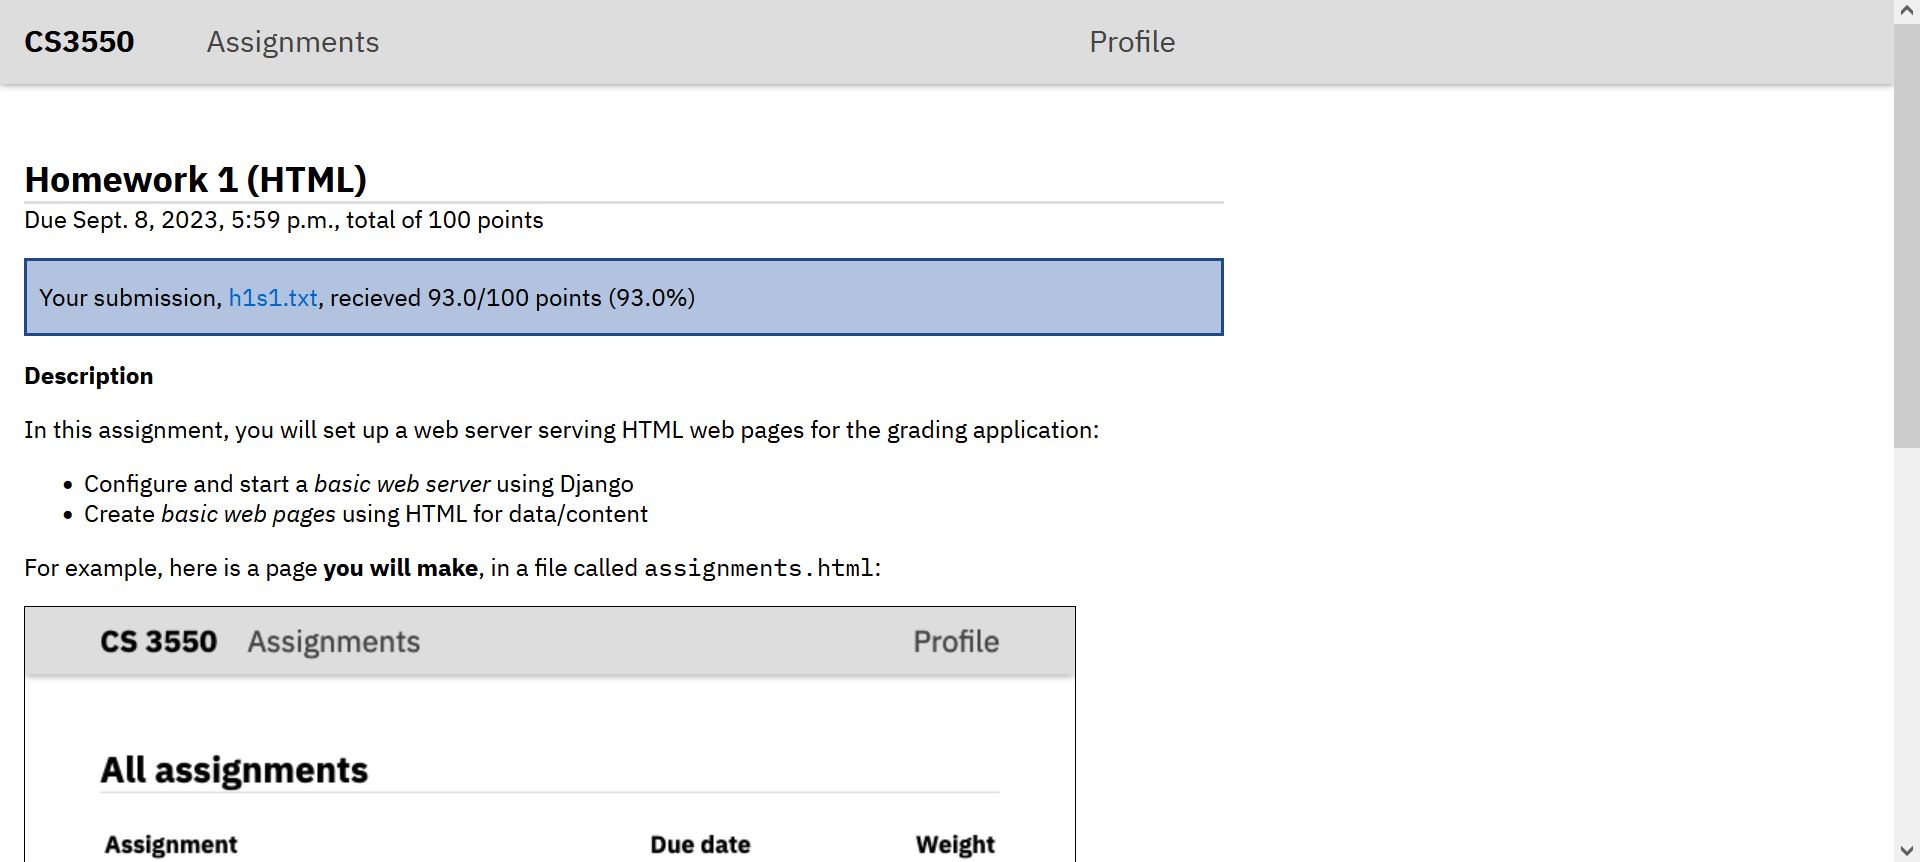 CS3550 Assignments Profile
Homework 1 (HTML)
Due Sept. 8, 2023, 5:59 p.m., total of 100 points
Your submission, h1s1.txt, recieved 93.0/100 points (93.0%)
Description
In this assignment, you will set up a web server serving HTML web pages for the grading application:
• Configure and start a basic web server using Django
• Create basic web pages using HTML for data/content
For example, here is a page you will make, in a file called assignments.html:
CS 3550 Assignments Profile
All assignments
Assignment Due date Weight